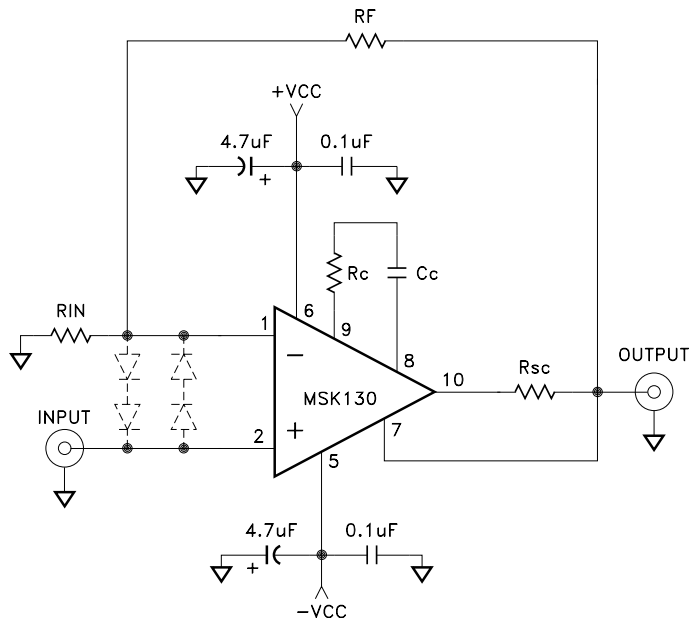 RF
+VCC
4.7uF
0.1uF
+
Rc
Cc
RIN
1
6
9
8
−
OUTPUT
Rsc
10
MSK130
INPUT
2
+
7
5
4.7uF
0.1uF
+
−VCC